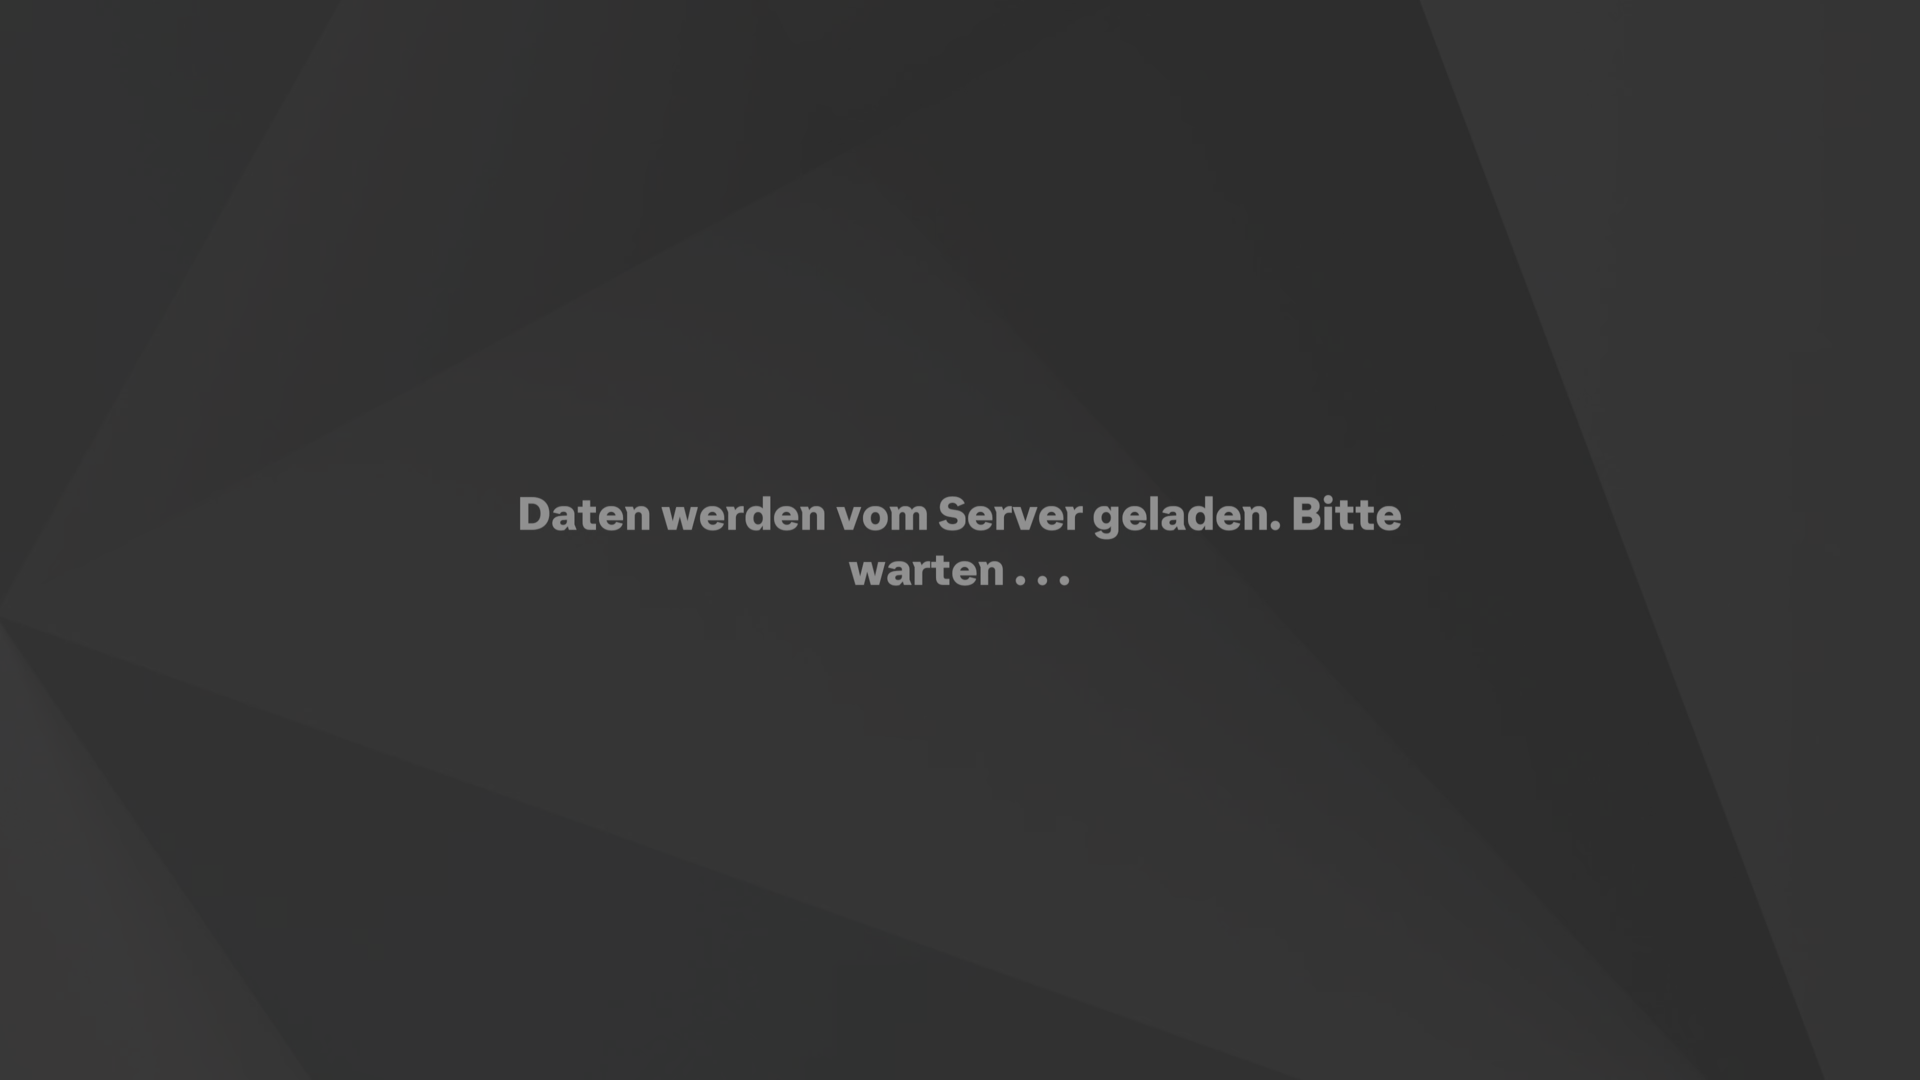 Daten werden vom Server geladen. Bitte
warten . . .